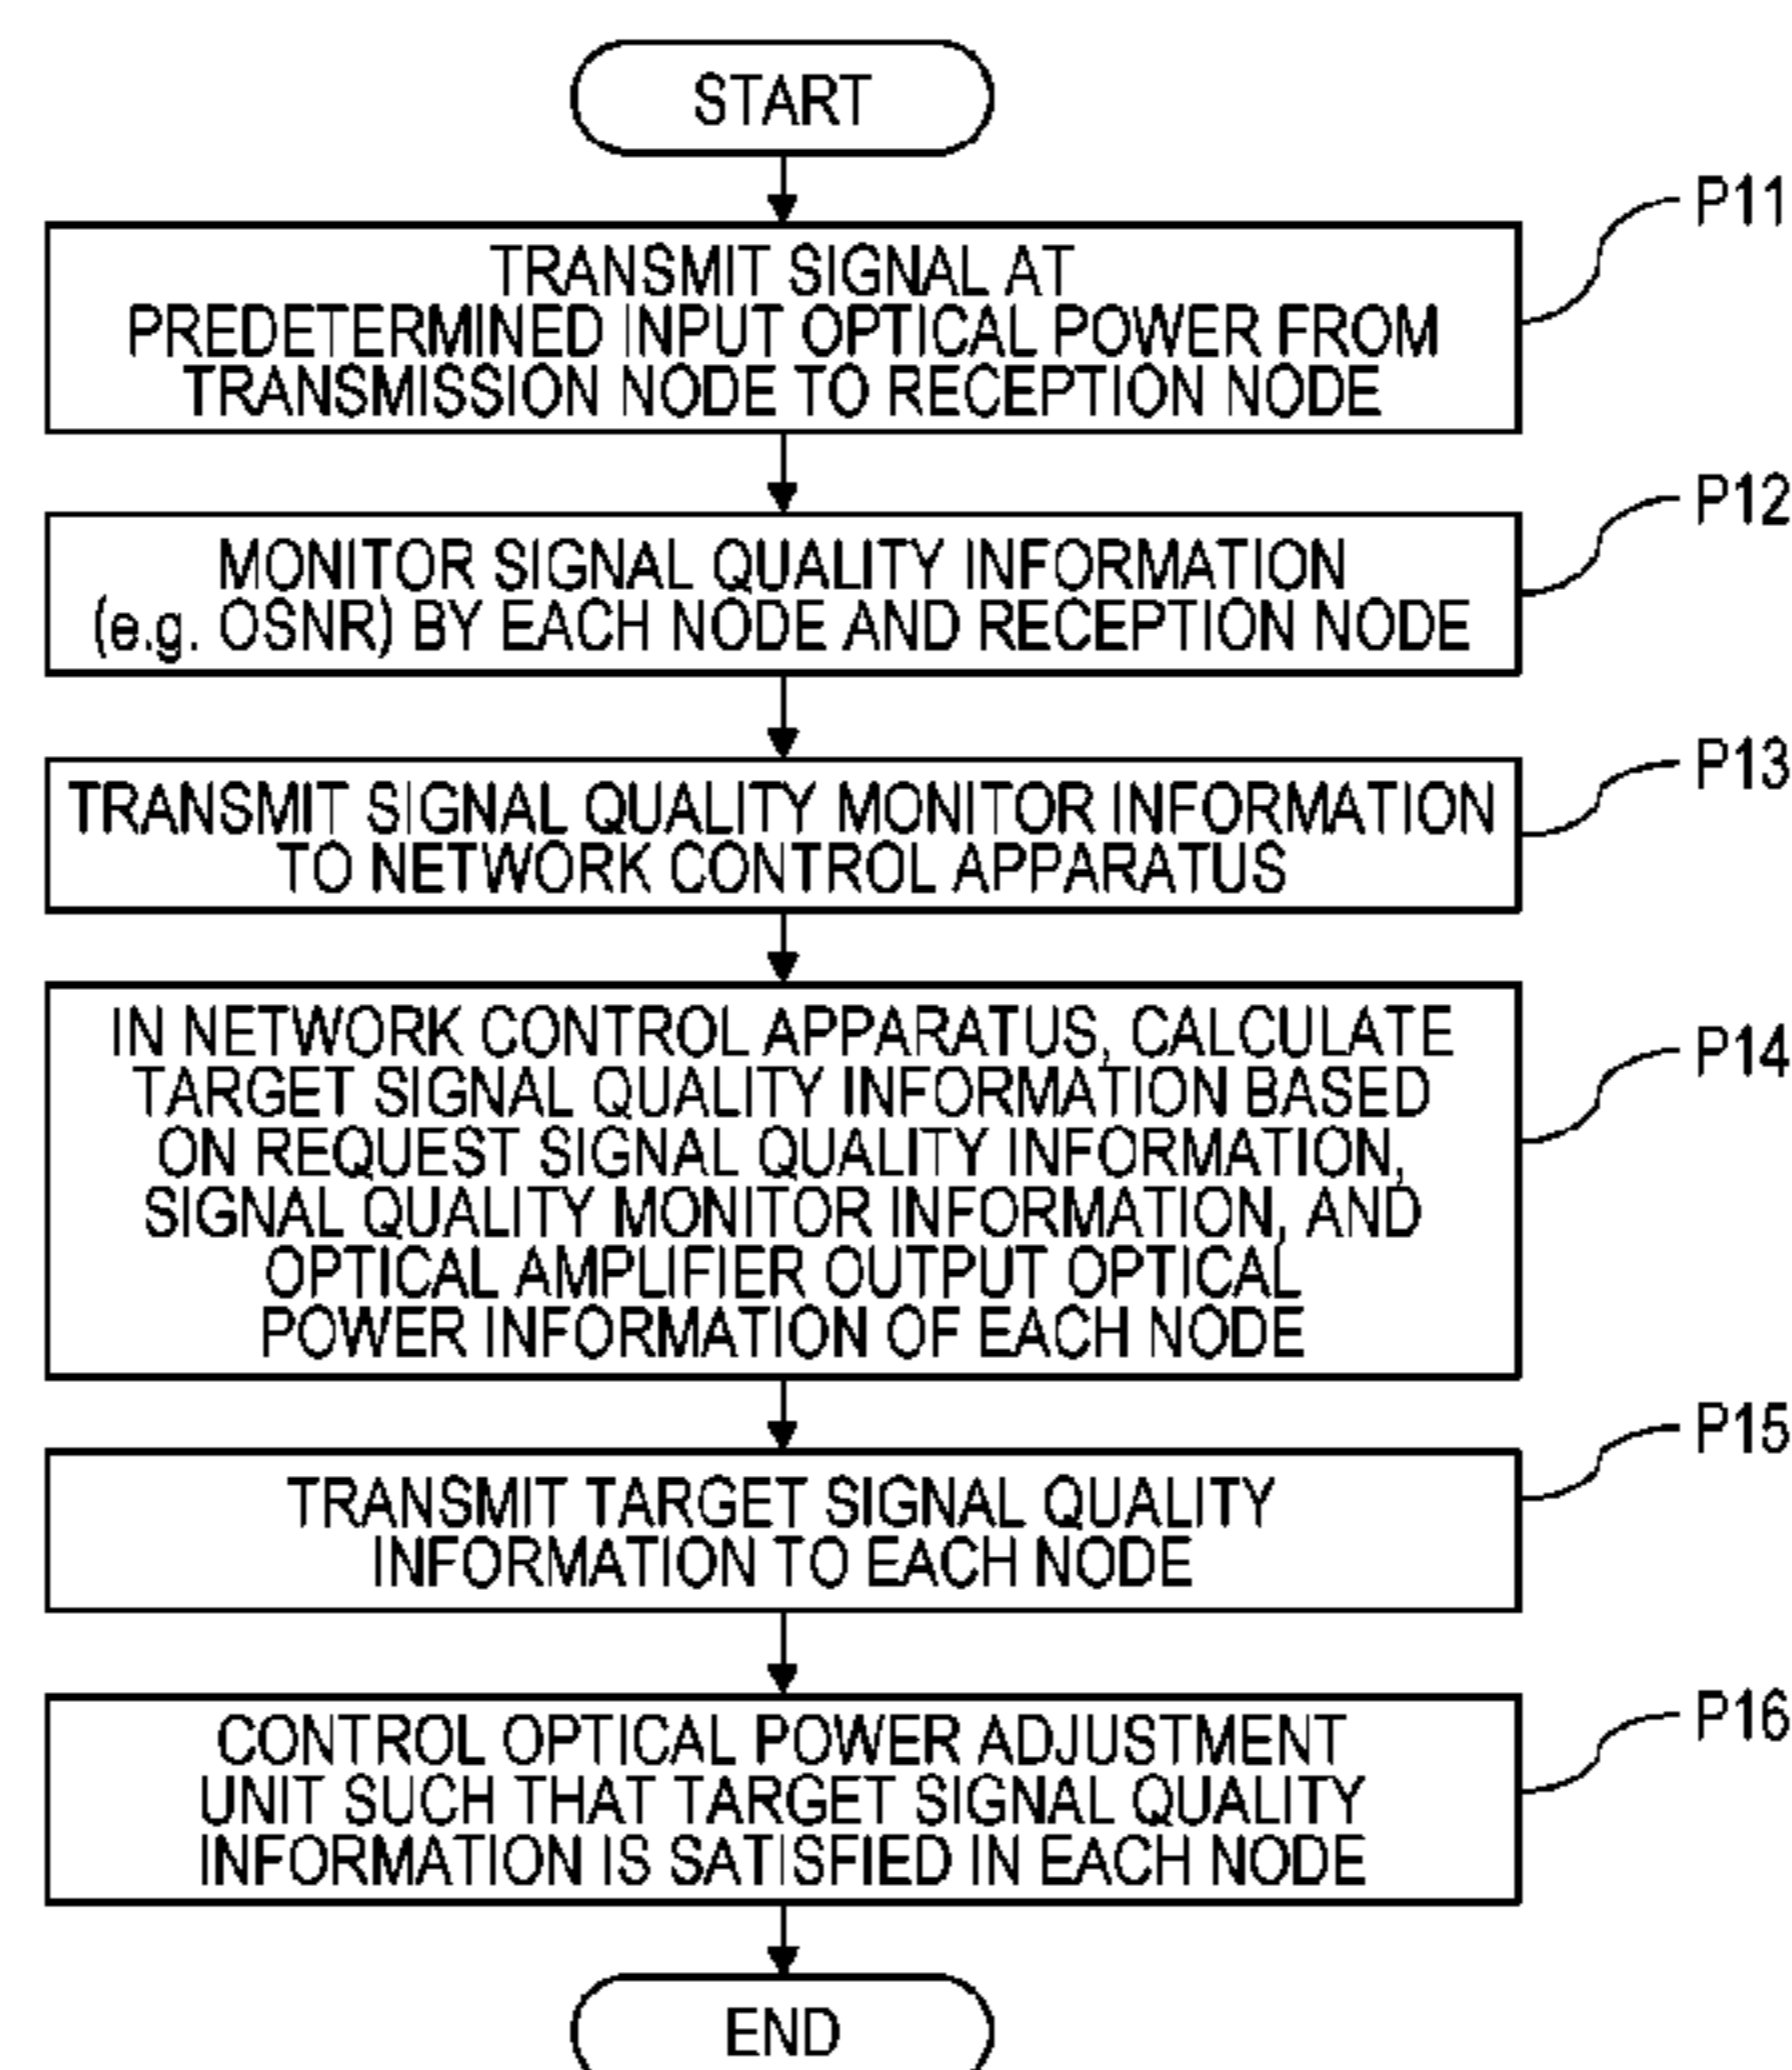 START
P11
TRANSMIT SIGNAL AT
PREDETERMINED INPUT OPTICAL POWER FROM
TRANSMISSION NODE TO RECEPTION NODE
P12
MONITOR SIGNAL QUALITY INFORMATION
(e.g. OSNR) BY EACH NODE AND RECEPTION NODE
P13
TRANSMIT SIGNAL QUALITY MONITOR INFORMATION
TO NETWORK CONTROL APPARATUS
P14
IN NETWORK CONTROL APPARATUS, CALCULATE
TARGET SIGNAL QUALITY INFORMATION BASED
ON REQUEST SIGNAL QUALITY INFORMATION,
SIGNAL QUALITY MONITOR INFORMATION, AND
OPTICAL AMPLIFIER OUTPUT OPTICAL
POWER INFORMATION OF EACH NODE
P15
TRANSMIT TARGET SIGNAL QUALITY
INFORMATION TO EACH NODE
P16
CONTROL OPTICAL POWER ADJUSTMENT
UNIT SUCH THAT TARGET SIGNAL QUALITY
INFORMATION IS SATISFIED IN EACH NODE
END